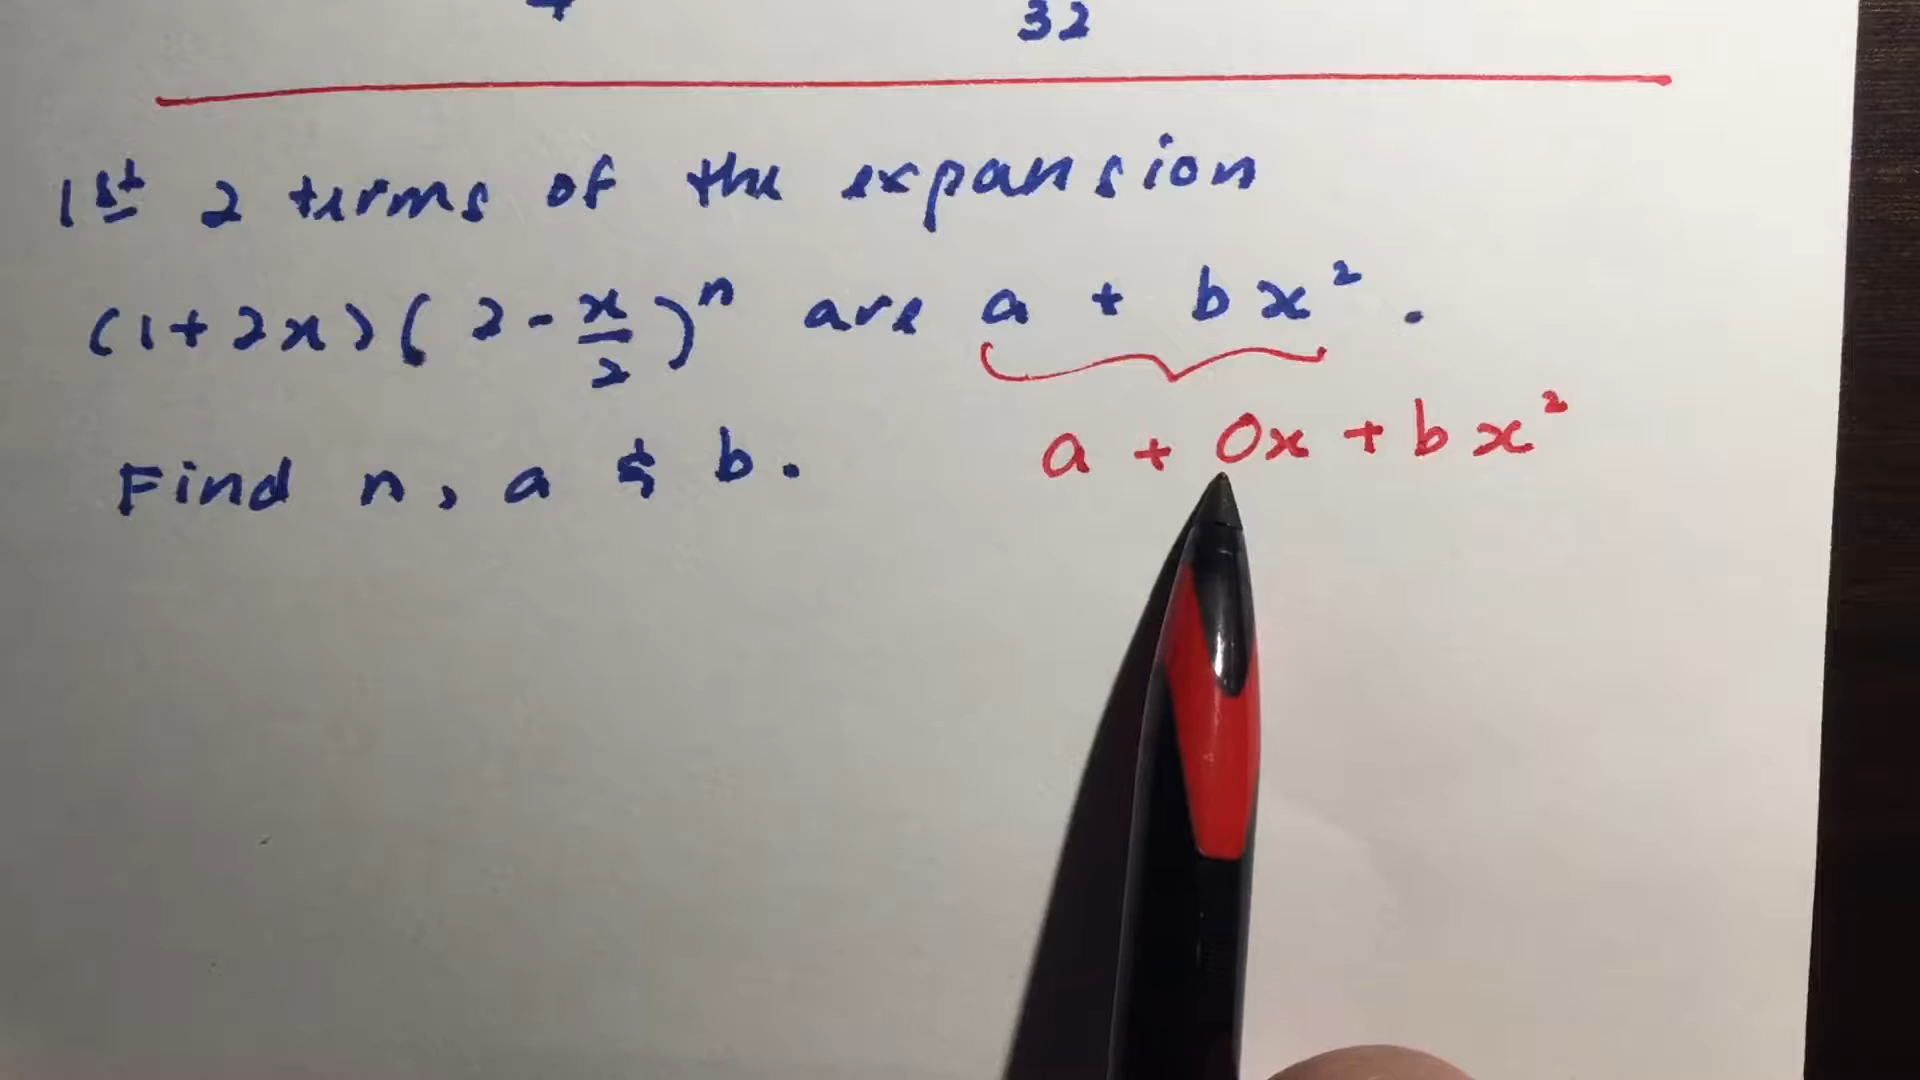 32
1st 2 terms of the expansion
(1+2x)(2-x/2)^n are a + bx².
a + 0x + bx²
Find n, a & b.